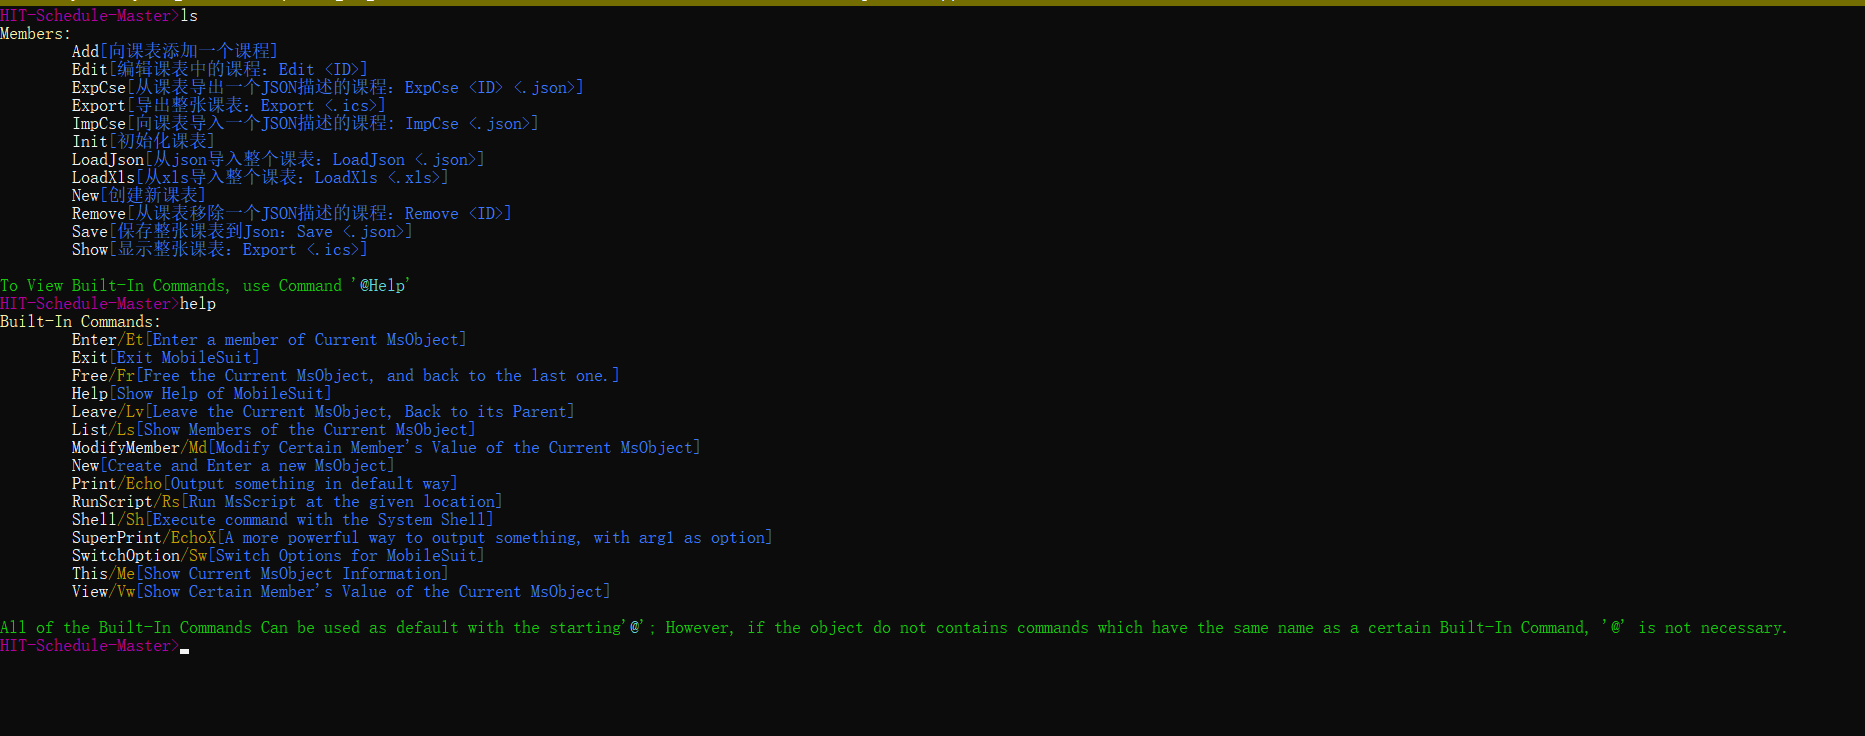 HIT-Schedule-Master>ls
Members:
Add[向课表添加一个课程]
Edit[编辑课表中的课程：Edit <ID>]
ExpCse[从课表导出一个JSON描述的课程：ExpCse <ID> <.json>]
Export[导出整张课表：Export <.ics>]
ImpCse[向课表导入一个JSON描述的课程: ImpCse <.json>]
Init[初始化课表]
LoadJson[从json导入整个课表：LoadJson <.json>]
LoadXls[从xls导入整个课表：LoadXls <.xls>]
New[创建新课表]
Remove[从课表移除一个JSON描述的课程：Remove <ID>]
Save[保存整张课表到Json：Save <.json>]
Show[显示整张课表：Export <.ics>]
To View Built-In Commands, use Command '@Help'
HIT-Schedule-Master>help
Built-In Commands:
Enter/Et[Enter a member of Current MsObject]
Exit[Exit MobileSuit]
Free/Fr[Free the Current MsObject, and back to the last one.]
Help[Show Help of MobileSuit]
Leave/Lv[Leave the Current MsObject, Back to its Parent]
List/Ls[Show Members of the Current MsObject]
ModifyMember/Md[Modify Certain Member's Value of the Current MsObject]
New[Create and Enter a new MsObject]
Print/Echo[Output something in default way]
RunScript/Rs[Run MsScript at the given location]
Shell/Sh[Execute command with the System Shell]
SuperPrint/EchoX[A more powerful way to output something, with arg1 as option]
SwitchOption/Sw[Switch Options for MobileSuit]
This/Me[Show Current MsObject Information]
View/Vw[Show Certain Member's Value of the Current MsObject]
All of the Built-In Commands Can be used as default with the starting'@'; However, if the object do not contains commands which have the same name as a certain Built-In Command, '@' is not necessary.
HIT-Schedule-Master>